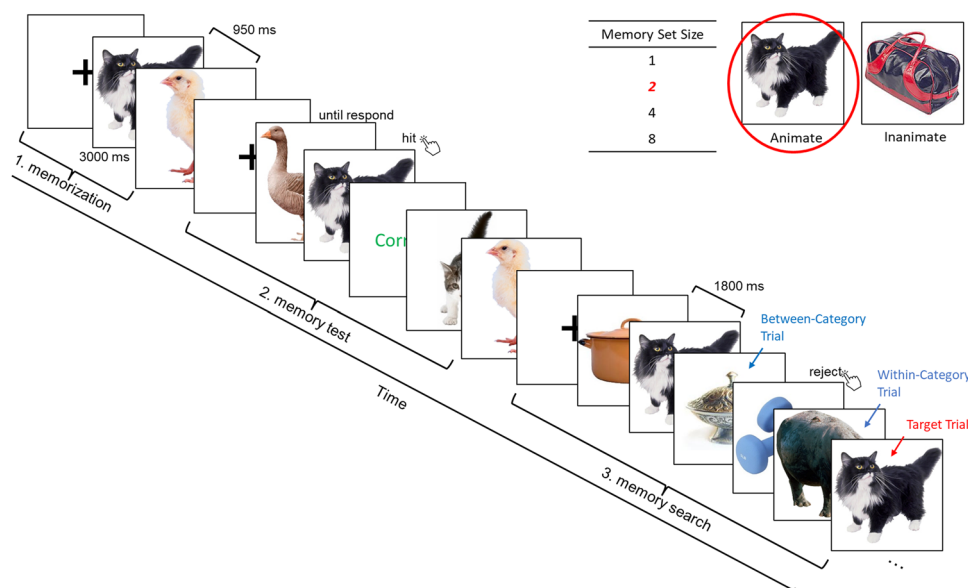 950 ms
Memory Set Size
1
2
4
8
Animate
Inanimate
until respond
hit
3000 ms
1. memorization
Corr
2. memory test
1800 ms
Between-Category
Trial
reject
Within-Category
Trial
Target Trial
Time
3. memory search
...